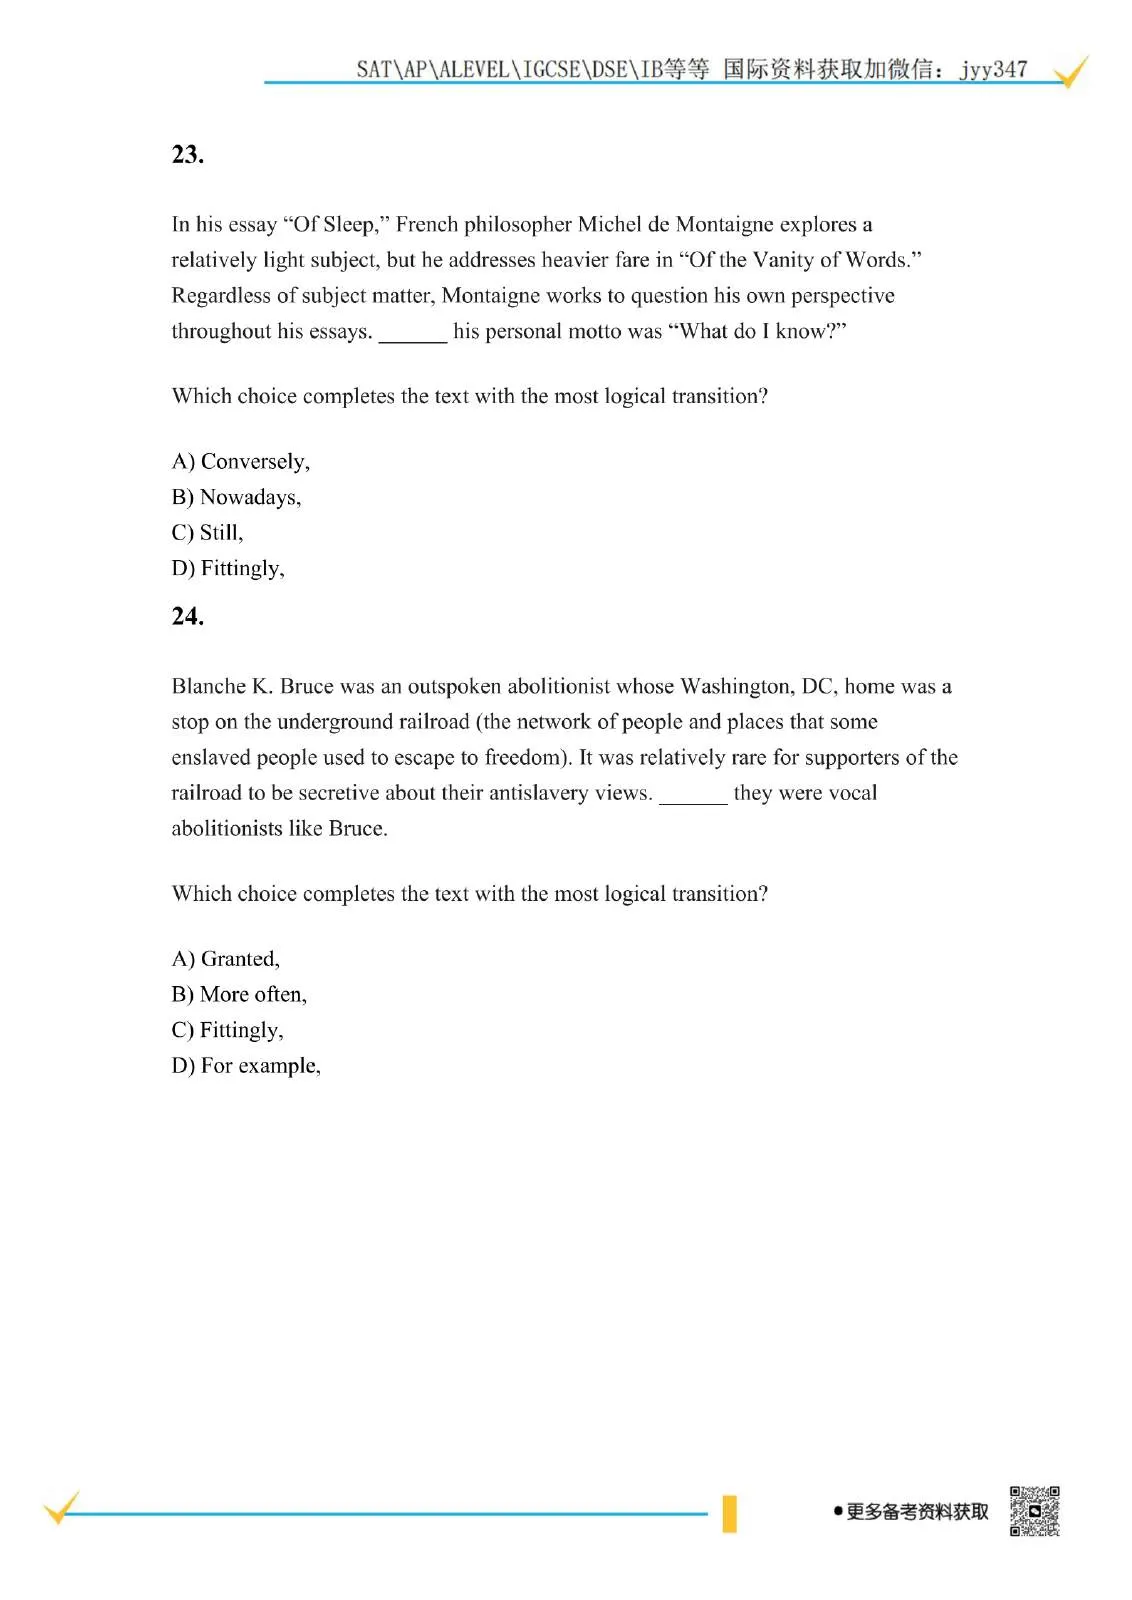 SAT\AP\ALEVEL\IGCSE\DSE\IB等等 国际资料获取加微信：jyy347
23.
In his essay “Of Sleep,” French philosopher Michel de Montaigne explores a
relatively light subject, but he addresses heavier fare in “Of the Vanity of Words.”
Regardless of subject matter, Montaigne works to question his own perspective
throughout his essays. ______ his personal motto was “What do I know?”
Which choice completes the text with the most logical transition?
A) Conversely,
B) Nowadays,
C) Still,
D) Fittingly,
24.
Blanche K. Bruce was an outspoken abolitionist whose Washington, DC, home was a
stop on the underground railroad (the network of people and places that some
enslaved people used to escape to freedom). It was relatively rare for supporters of the
railroad to be secretive about their antislavery views. ______ they were vocal
abolitionists like Bruce.
Which choice completes the text with the most logical transition?
A) Granted,
B) More often,
C) Fittingly,
D) For example,
•更多备考资料获取